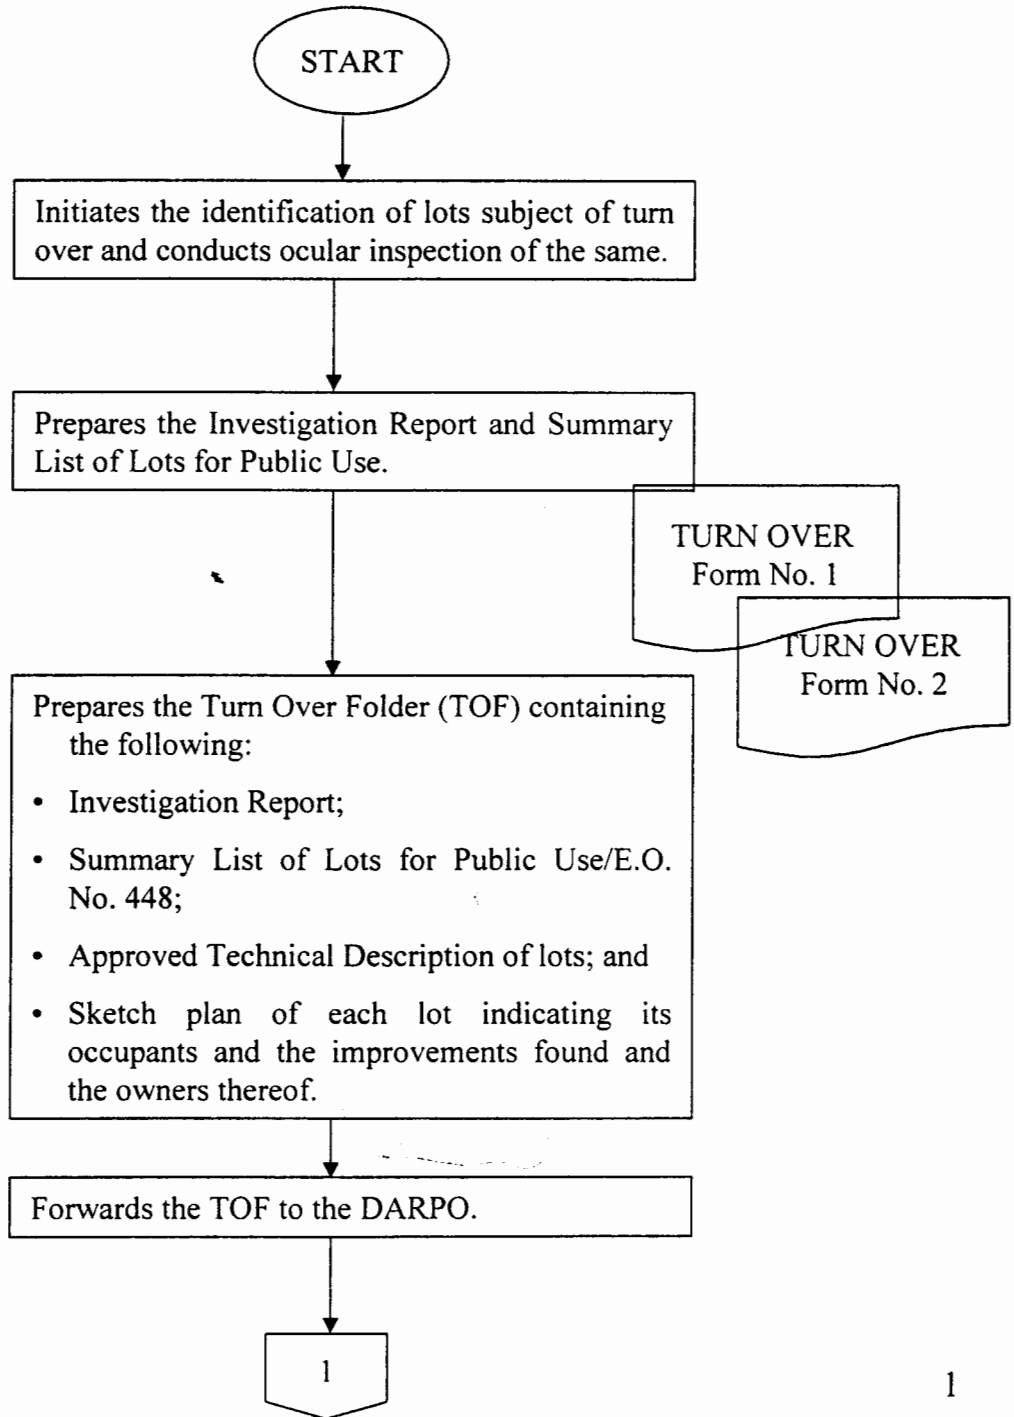 START
Initiates the identification of lots subject of turn
over and conducts ocular inspection of the same.
Prepares the Investigation Report and Summary
List of Lots for Public Use.
TURN OVER
Form No. 1
TURN OVER
Form No. 2
Prepares the Turn Over Folder (TOF) containing
the following:
• Investigation Report;
• Summary List of Lots for Public Use/E.O.
No. 448;
• Approved Technical Description of lots; and
• Sketch plan of each lot indicating its
occupants and the improvements found and
the owners thereof.
Forwards the TOF to the DARPO.
1
1